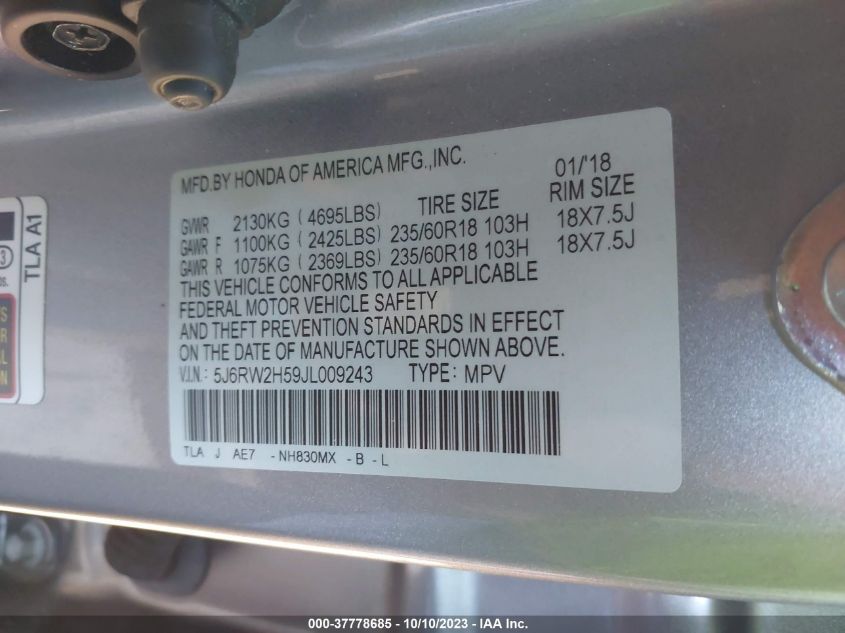 MFD.BY HONDA OF AMERICA MFG.,INC. 01/'18
TIRE SIZE RIM SIZE
GVWR 2130KG ( 4695LBS)
GAWR F 1100KG ( 2425LBS) 235/60R18 103H 18X7.5J
GAWR R 1075KG ( 2369LBS) 235/60R18 103H 18X7.5J
THIS VEHICLE CONFORMS TO ALL APPLICABLE
FEDERAL MOTOR VEHICLE SAFETY
AND THEFT PREVENTION STANDARDS IN EFFECT
ON THE DATE OF MANUFACTURE SHOWN ABOVE.
V.I.N.: 5J6RW2H59JL009243 TYPE: MPV
TLA J AE7 -NH830MX -B -L
TLA A1
000-37778685 - 10/10/2023 - IAA Inc.